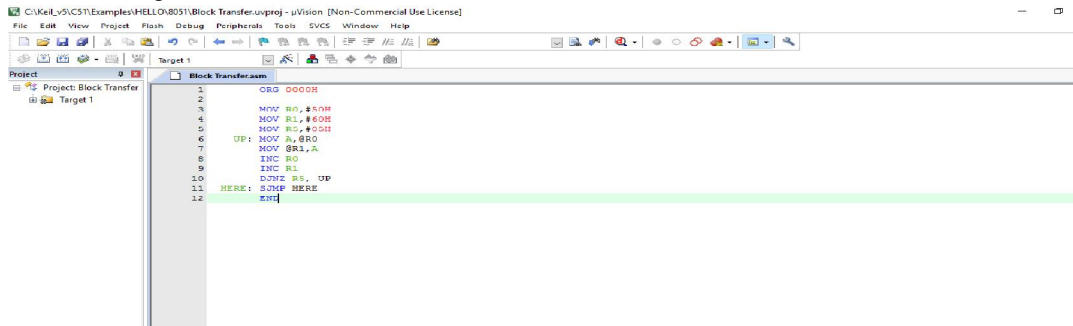 C:\Keil_v5\C51\Examples\HELLO\8051\Block Transfer.uvproj - µVision [Non-Commercial Use License]
File Edit View Project Flash Debug Peripherals Tools SVCS Window Help
Target 1
Project
Block Transfer.asm
Project: Block Transfer
Target 1
1 ORG 0000H
2
3 MOV R0,#50H
4 MOV R1,#60H
5 MOV R5,#05H
6 UP: MOV A,@R0
7 MOV @R1,A
8 INC R0
9 INC R1
10 DJNZ R5, UP
11 HERE: SJMP HERE
12 END